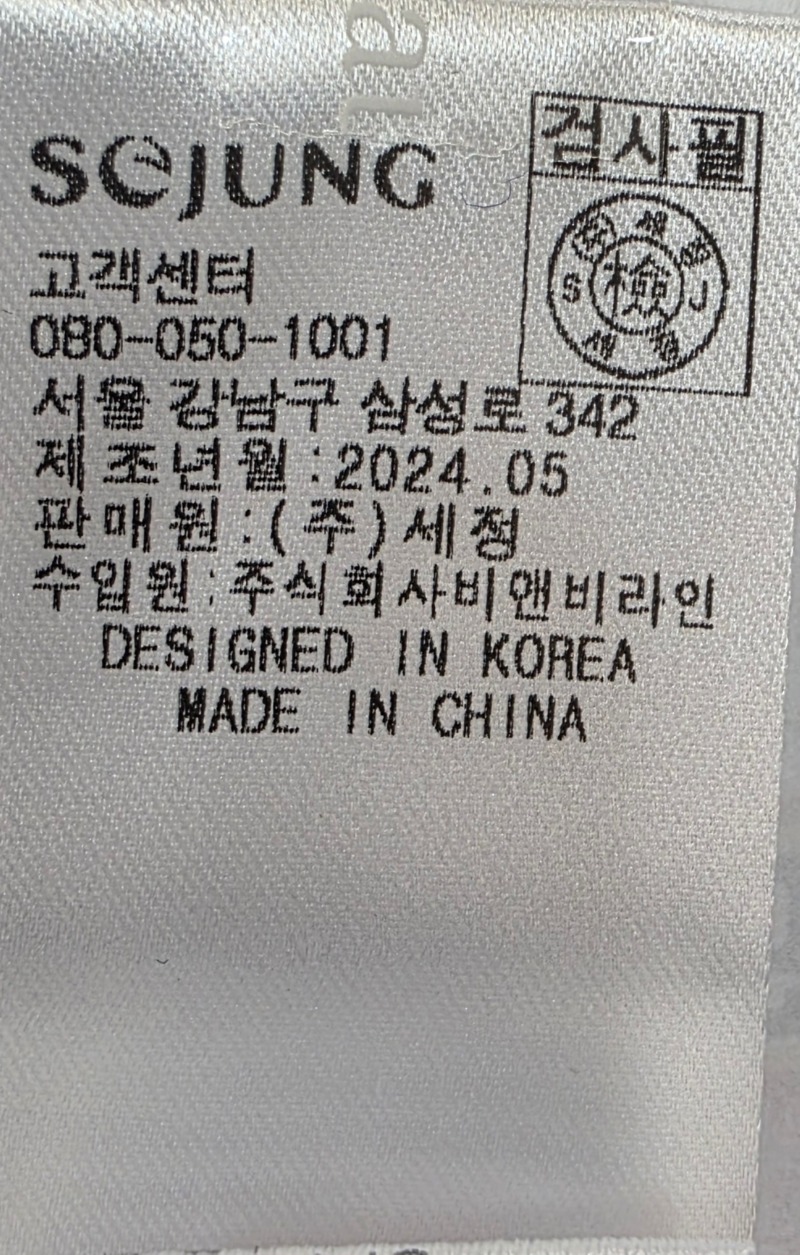 SEJUNG
검사필
檢
S J
고객센터
080-050-1001
서울 강남구 삼성로 342
제조년월:2024.05
판매원:(주)세정
수입원:주식회사비앤비라인
DESIGNED IN KOREA
MADE IN CHINA